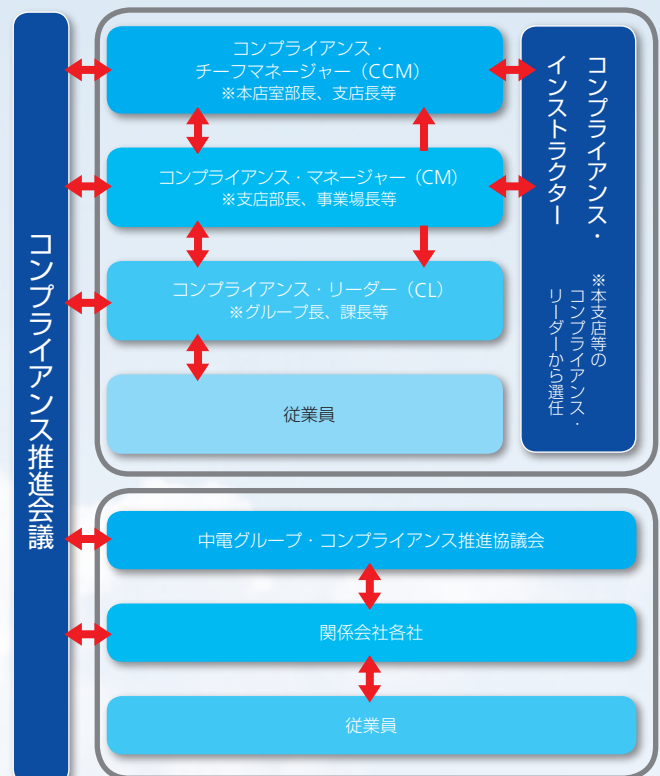 コンプライアンス推進会議
コンプライアンス・
チーフマネージャー（CCM）
※本店室部長、支店長等
コンプライアンス・マネージャー（CM）
※支店部長、事業場長等
コンプライアンス・リーダー（CL）
※グループ長、課長等
従業員
コンプライアンス・
インストラクター
※本支店等の
コンプライアンス・
リーダーから選任
中電グループ・コンプライアンス推進協議会
関係会社各社
従業員